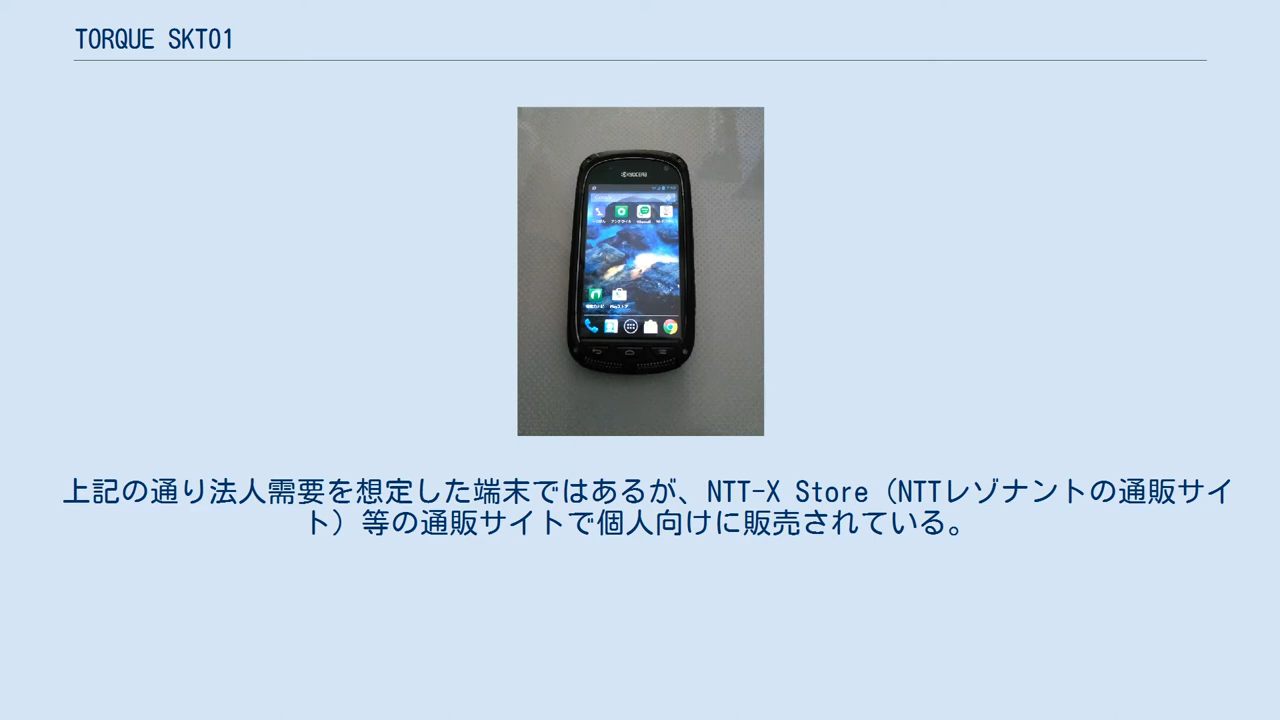 TORQUE SKT01
KYOCERA
上記の通り法人需要を想定した端末ではあるが、NTT-X Store（NTTレゾナントの通販サイ
ト）等の通販サイトで個人向けに販売されている。